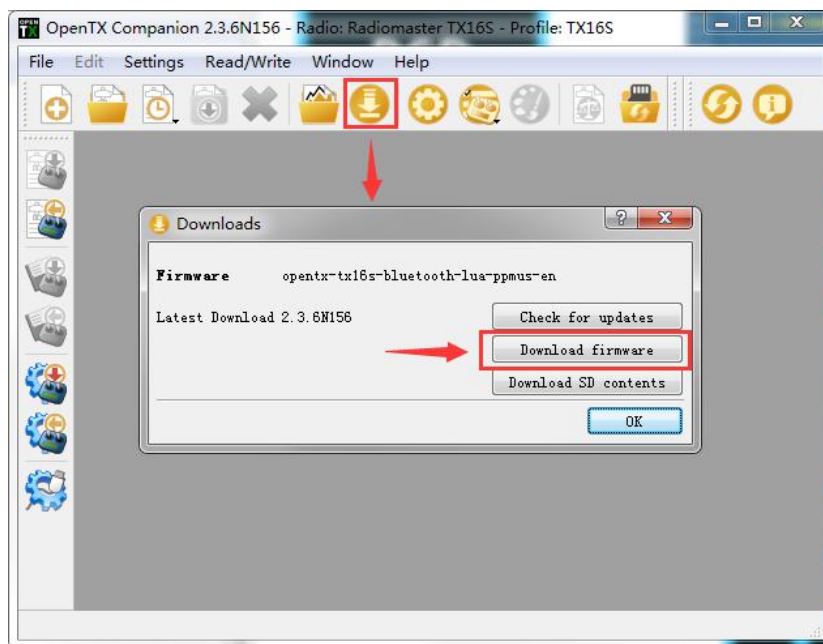 OPEN TX OpenTX Companion 2.3.6N156 - Radio: Radiomaster TX16S - Profile: TX16S
File Edit Settings Read/Write Window Help
Downloads
Firmware opentx-tx16s-bluetooth-lua-ppmus-en
Latest Download 2.3.6N156 Check for updates
Download firmware
Download SD contents
OK